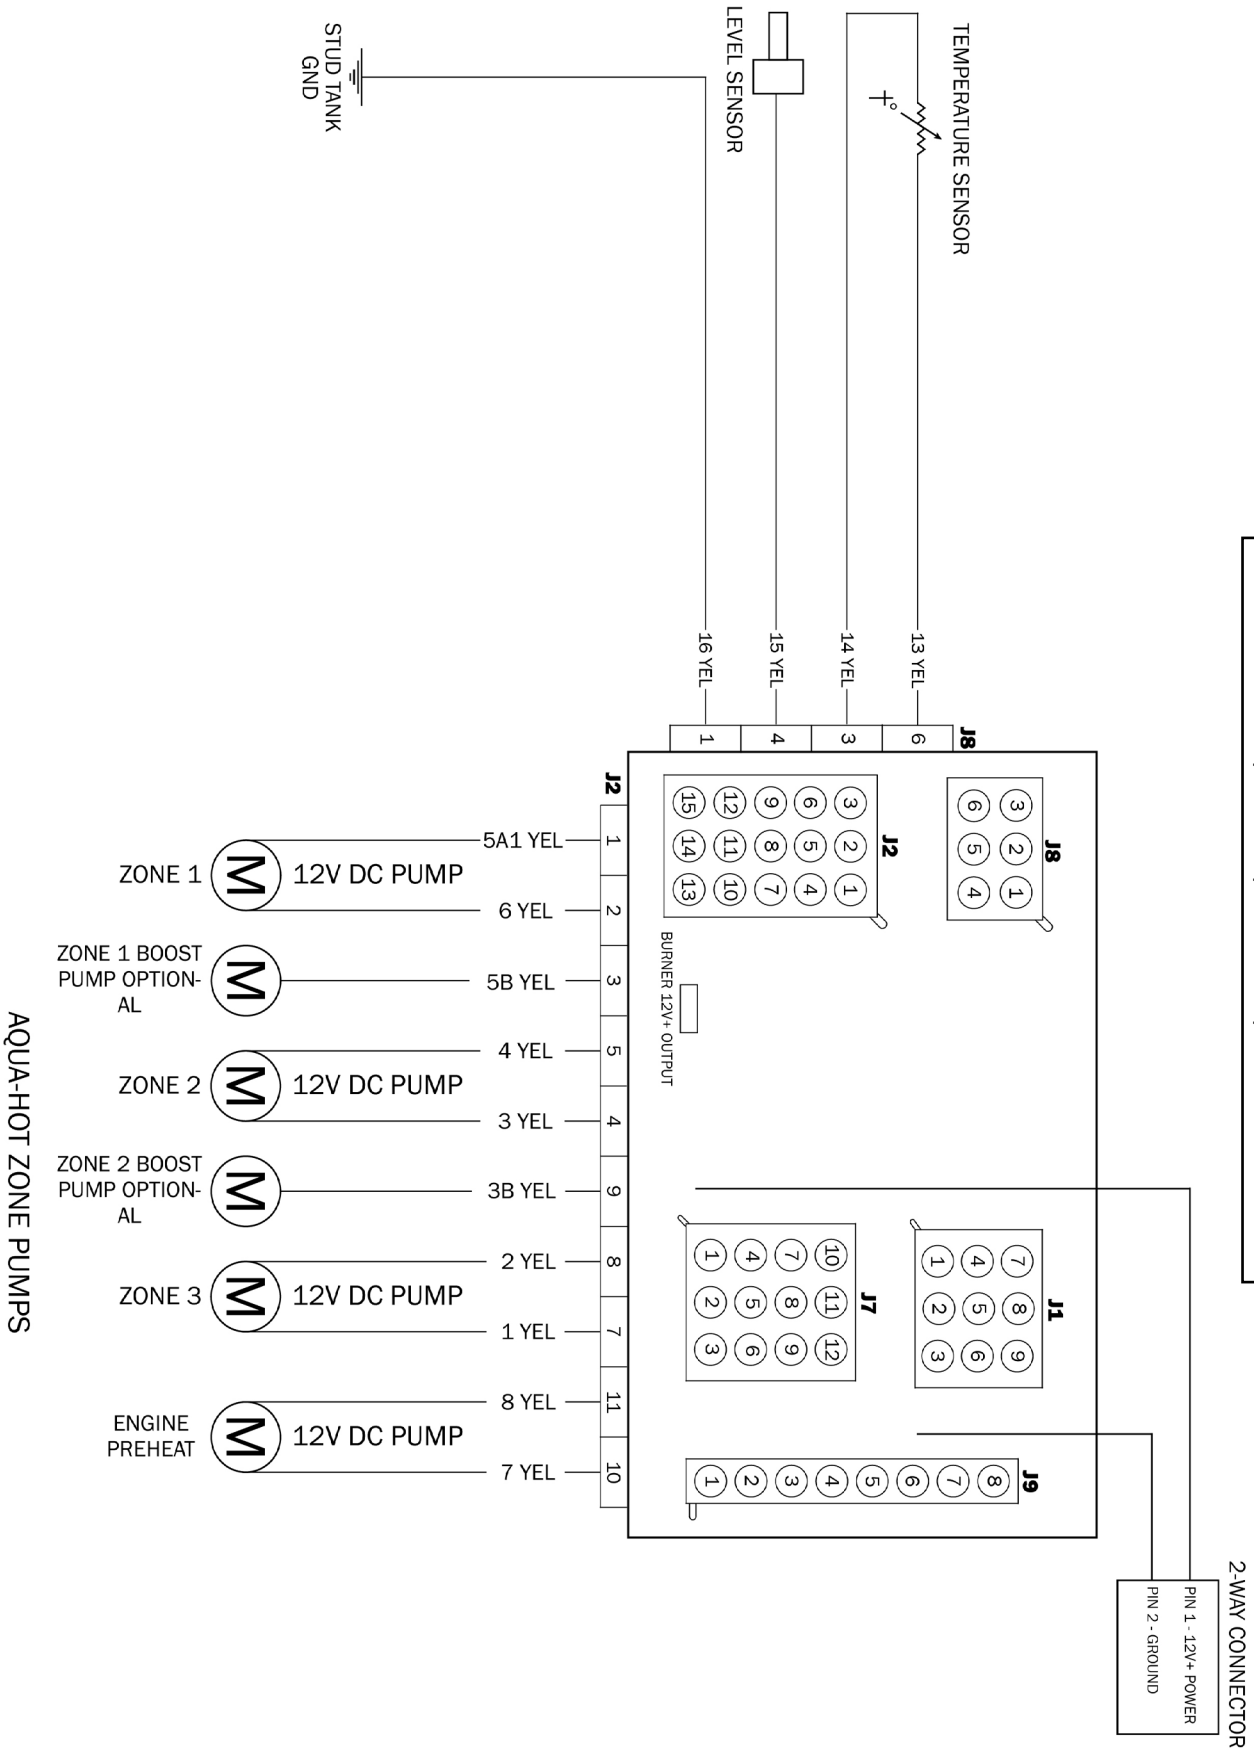 TEMPERATURE SENSOR
LEVEL SENSOR
STUD TANK
GND
+°
13 YEL
14 YEL
15 YEL
16 YEL
J8
6
3
4
1
J8
3 2 1
6 5 4
J2
3 2 1
6 5 4
9 8 7
12 11 10
15 14 13
BURNER 12V+ OUTPUT
J1
7 8 9
4 5 6
1 2 3
J7
10 11 12
7 8 9
4 5 6
1 2 3
J9
8
7
6
5
4
3
2
1
2-WAY CONNECTOR
PIN 1 - 12V+ POWER
PIN 2 - GROUND
J2
ZONE 1
M
12V DC PUMP
5A1 YEL
1
6 YEL
2
ZONE 1 BOOST
PUMP OPTION-
AL
M
5B YEL
3
ZONE 2
M
12V DC PUMP
4 YEL
5
3 YEL
4
ZONE 2 BOOST
PUMP OPTION-
AL
M
3B YEL
9
ZONE 3
M
12V DC PUMP
2 YEL
8
1 YEL
7
ENGINE
PREHEAT
M
12V DC PUMP
8 YEL
11
7 YEL
10
AQUA-HOT ZONE PUMPS